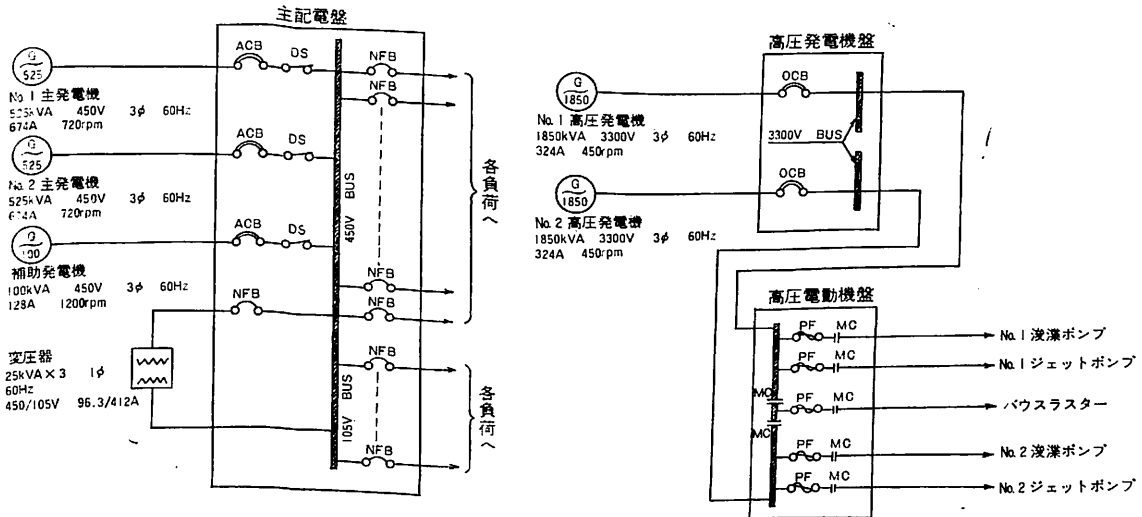 主配電盤
G
525
ACB
DS
NFB
No.1 主発電機
525kVA 450V 3φ 60Hz
674A 720rpm
NFB
G
525
ACB
DS
No.2 主発電機
525kVA 450V 3φ 60Hz
674A 720rpm
450V BUS
各負荷へ
G
100
ACB
DS
補助発電機
100kVA 450V 3φ 60Hz
128A 1200rpm
NFB
NFB
NFB
変圧器
25kVA×3 1φ
60Hz
450/105V 96.3/412A
105V BUS
NFB
NFB
各負荷へ
高圧発電機盤
G
1850
OCB
No.1 高圧発電機
1850kVA 3300V 3φ 60Hz
324A 450rpm
3300V BUS
G
1850
OCB
No.2 高圧発電機
1850kVA 3300V 3φ 60Hz
324A 450rpm
高圧電動機盤
PF MC
No.1 浚渫ポンプ
PF MC
No.1 ジェットポンプ
MC
PF MC
バウスラスター
MC
PF MC
No.2 浚渫ポンプ
PF MC
No.2 ジェットポンプ